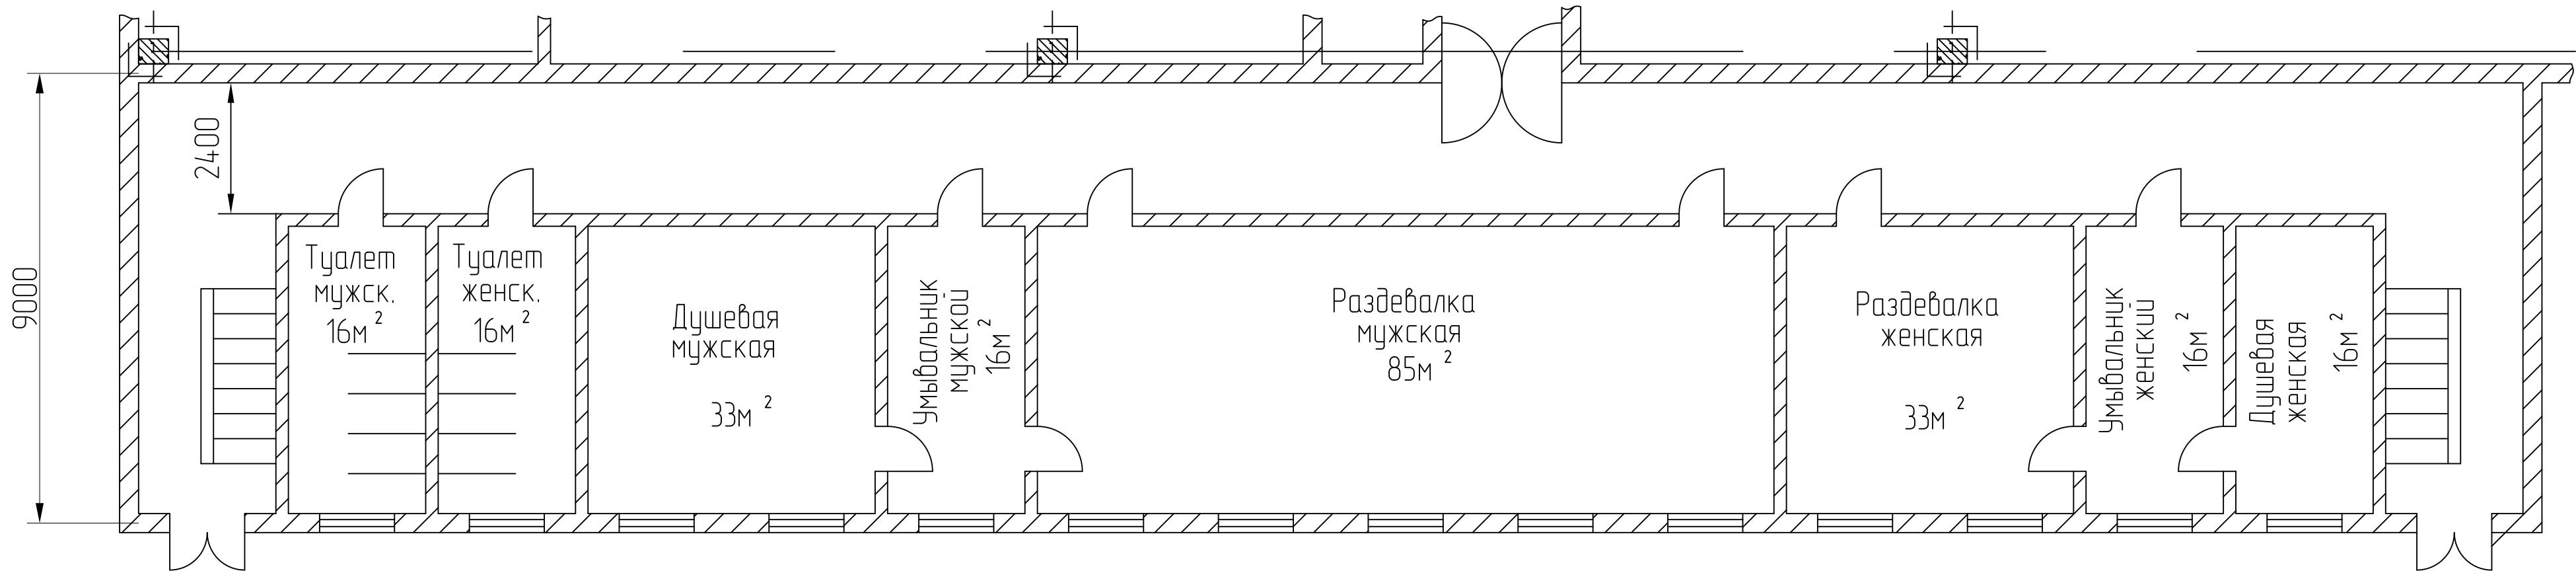 2400
9000
Туалет
мужск.
16м 2
Туалет
женск.
16м 2
Душевая
мужская
33м 2
Умывальник
мужской
16м 2
Раздевалка
мужская
85м 2
Раздевалка
женская
33м 2
Умывальник
женский
16м 2
Душевая
женская
16м 2